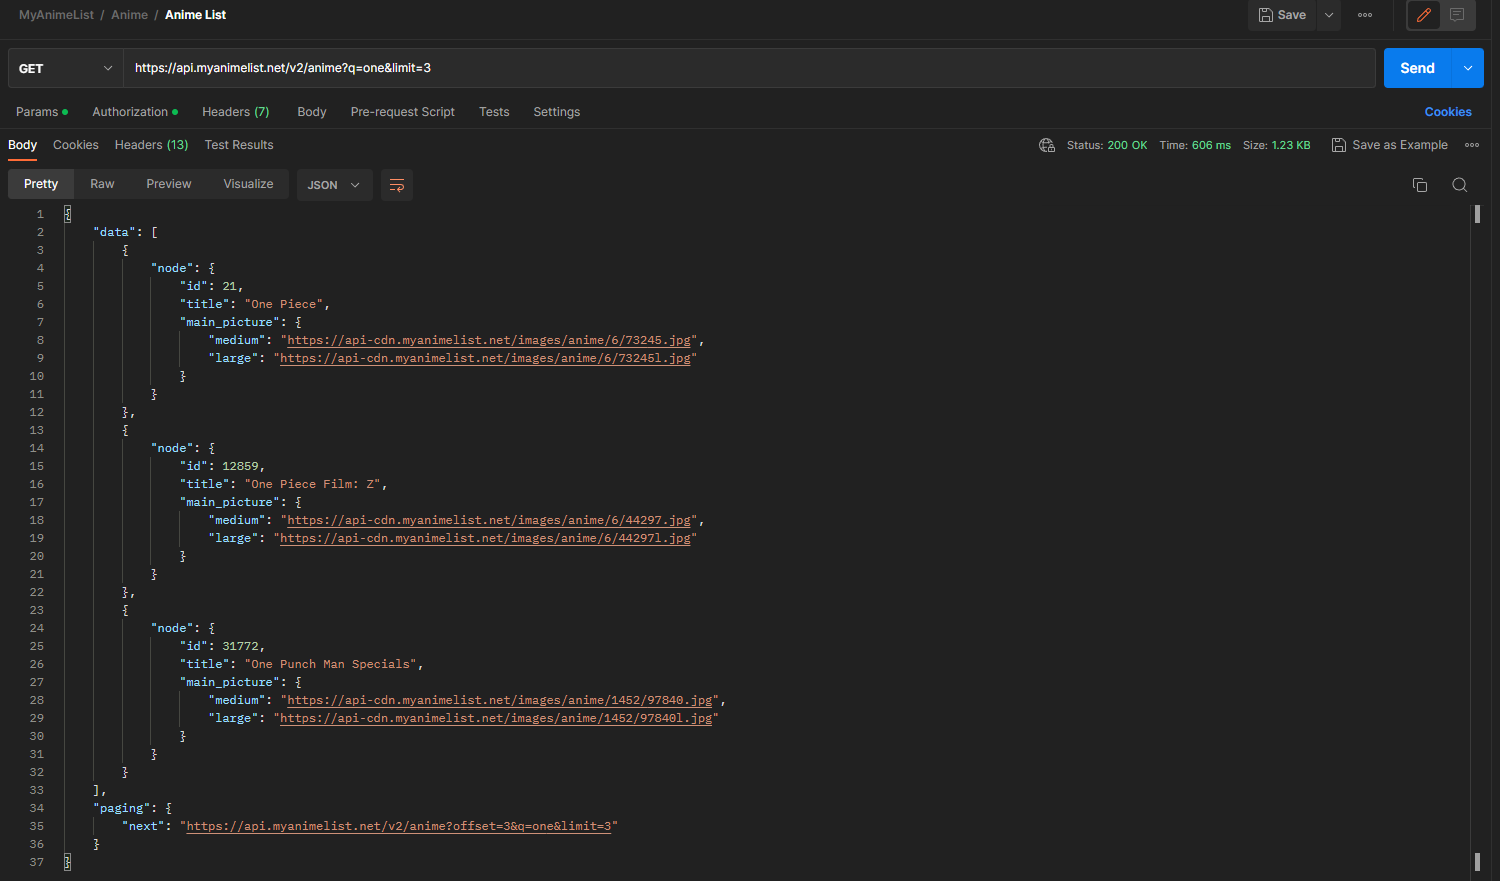 MyAnimeList / Anime / Anime List
Save
GET
https://api.myanimelist.net/v2/anime?q=one&limit=3
Send
Params Authorization Headers (7) Body Pre-request Script Tests Settings Cookies
Body Cookies Headers (13) Test Results Status: 200 OK Time: 606 ms Size: 1.23 KB Save as Example
Pretty Raw Preview Visualize JSON
1 {
2 "data": [
3 {
4 "node": {
5 "id": 21,
6 "title": "One Piece",
7 "main_picture": {
8 "medium": "https://api-cdn.myanimelist.net/images/anime/6/73245.jpg",
9 "large": "https://api-cdn.myanimelist.net/images/anime/6/73245l.jpg"
10 }
11 }
12 },
13 {
14 "node": {
15 "id": 12859,
16 "title": "One Piece Film: Z",
17 "main_picture": {
18 "medium": "https://api-cdn.myanimelist.net/images/anime/6/44297.jpg",
19 "large": "https://api-cdn.myanimelist.net/images/anime/6/44297l.jpg"
20 }
21 }
22 },
23 {
24 "node": {
25 "id": 31772,
26 "title": "One Punch Man Specials",
27 "main_picture": {
28 "medium": "https://api-cdn.myanimelist.net/images/anime/1452/97840.jpg",
29 "large": "https://api-cdn.myanimelist.net/images/anime/1452/97840l.jpg"
30 }
31 }
32 }
33 ],
34 "paging": {
35 "next": "https://api.myanimelist.net/v2/anime?offset=3&q=one&limit=3"
36 }
37 }